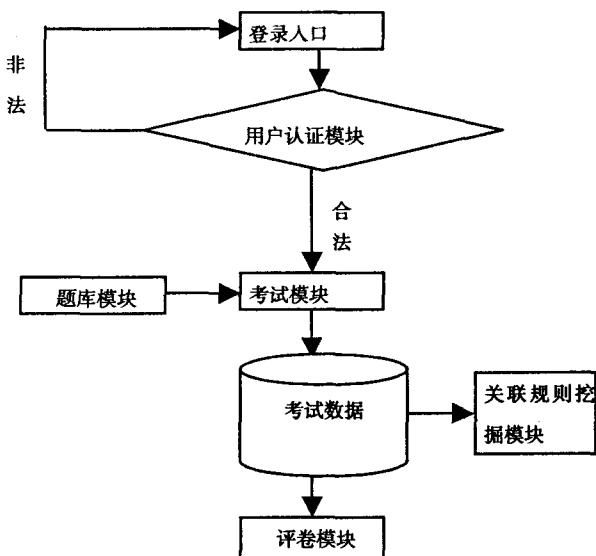 登录入口
非法
用户认证模块
合法
题库模块
考试模块
考试数据
关联规则挖
掘模块
评卷模块